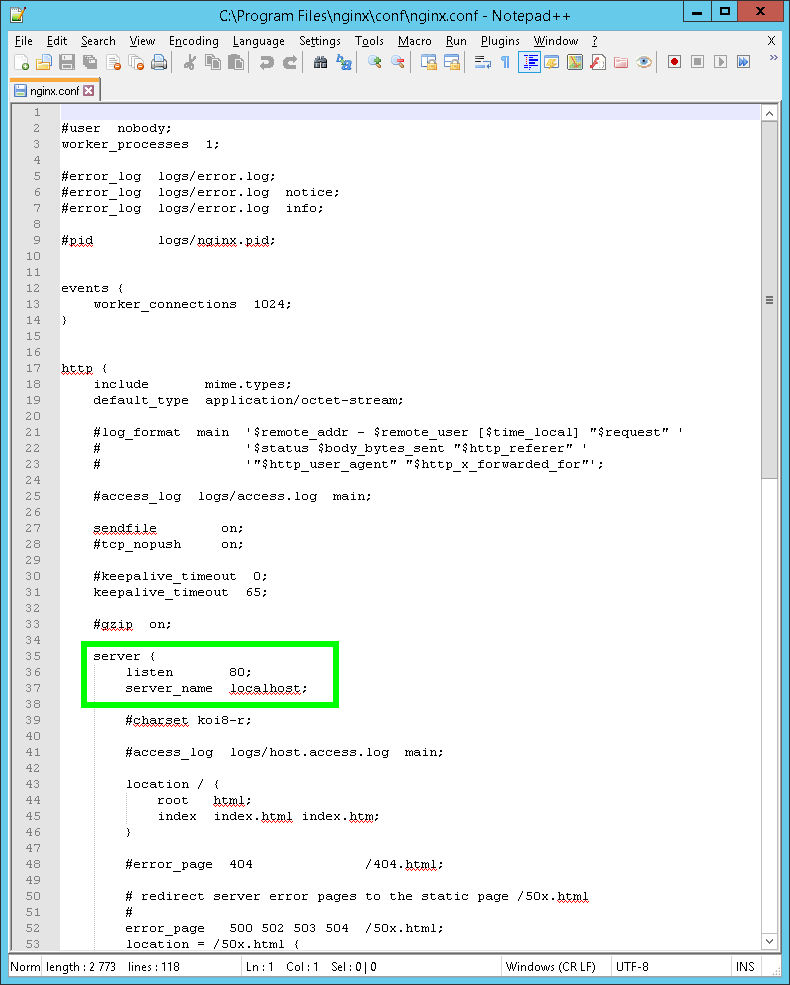 C:\Program Files\nginx\conf\nginx.conf - Notepad++
File Edit Search View Encoding Language Settings Tools Macro Run Plugins Window ? X
nginx.conf
1
2 #user  nobody;
3 worker_processes  1;
4
5 #error_log  logs/error.log;
6 #error_log  logs/error.log  notice;
7 #error_log  logs/error.log  info;
8
9 #pid        logs/nginx.pid;
10
11
12 events {
13     worker_connections  1024;
14 }
15
16
17 http {
18     include       mime.types;
19     default_type  application/octet-stream;
20
21     #log_format  main  '$remote_addr - $remote_user [$time_local] "$request" '
22     #                  '$status $body_bytes_sent "$http_referer" '
23     #                  '"$http_user_agent" "$http_x_forwarded_for"';
24
25     #access_log  logs/access.log  main;
26
27     sendfile        on;
28     #tcp_nopush     on;
29
30     #keepalive_timeout  0;
31     keepalive_timeout  65;
32
33     #gzip  on;
34
35     server {
36         listen       80;
37         server_name  localhost;
38
39         #charset koi8-r;
40
41         #access_log  logs/host.access.log  main;
42
43         location / {
44             root   html;
45             index  index.html index.htm;
46         }
47
48         #error_page  404              /404.html;
49
50         # redirect server error pages to the static page /50x.html
51         #
52         error_page   500 502 503 504  /50x.html;
53         location = /50x.html {
Norm length : 2 773 lines : 118 Ln : 1 Col : 1 Sel : 0 | 0 Windows (CR LF) UTF-8 INS